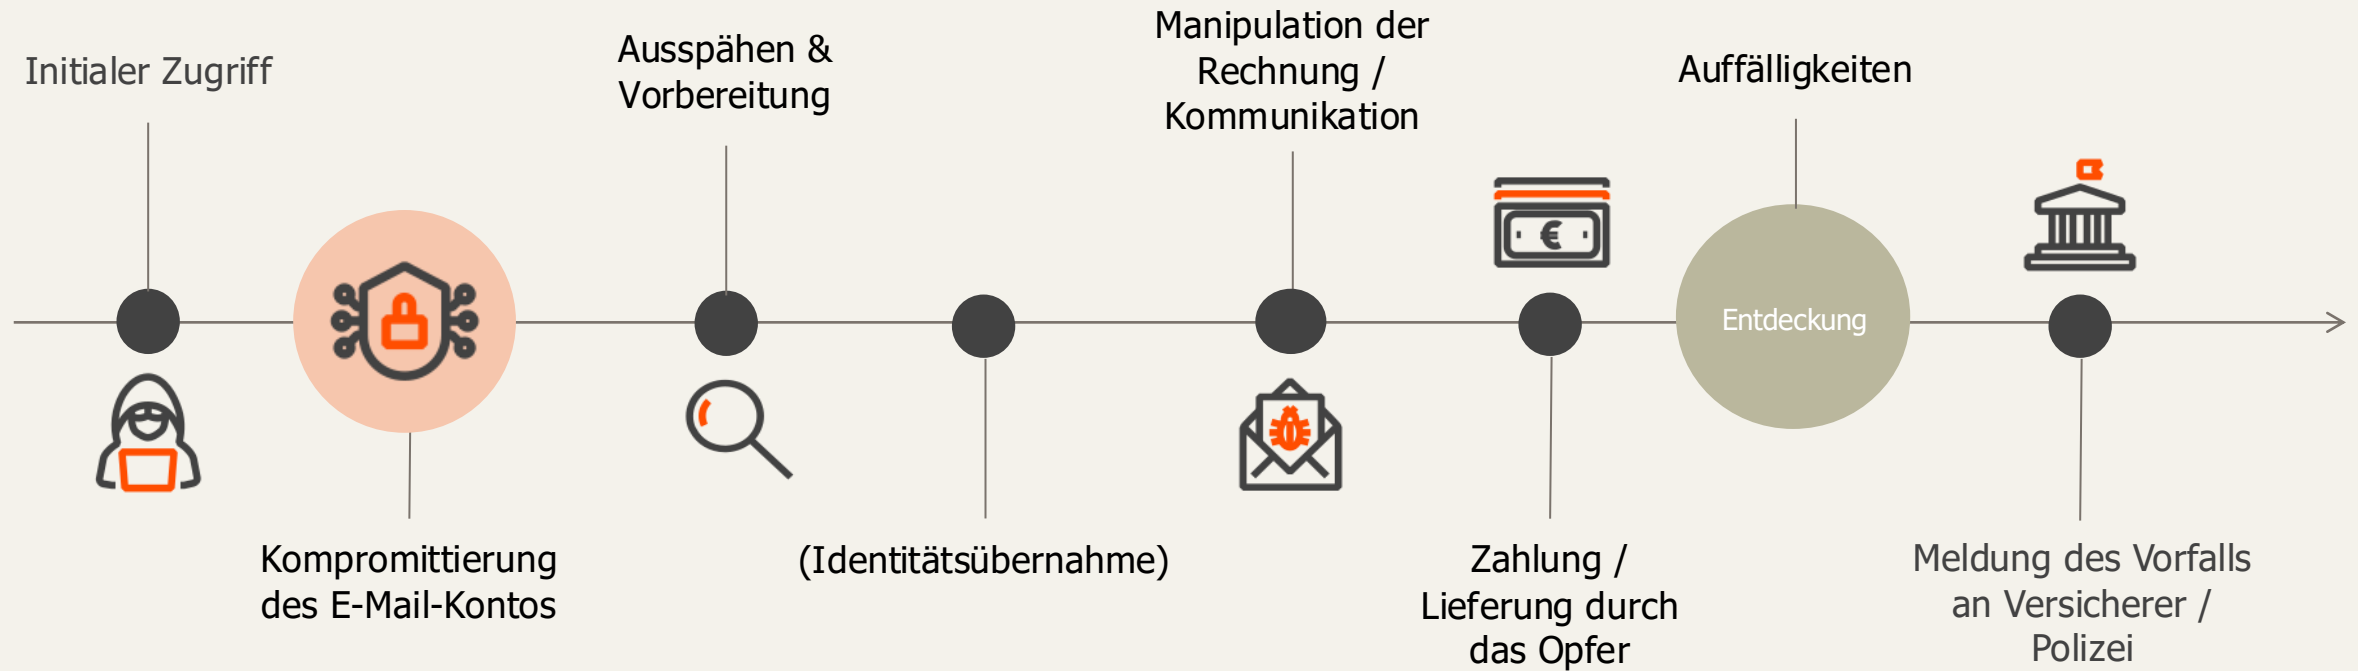 Initialer Zugriff
Kompromittierung
des E-Mail-Kontos
Ausspähen &
Vorbereitung
(Identitätsübernahme)
Manipulation der
Rechnung /
Kommunikation
€
Zahlung /
Lieferung durch
das Opfer
Auffälligkeiten
Entdeckung
Meldung des Vorfalls
an Versicherer /
Polizei